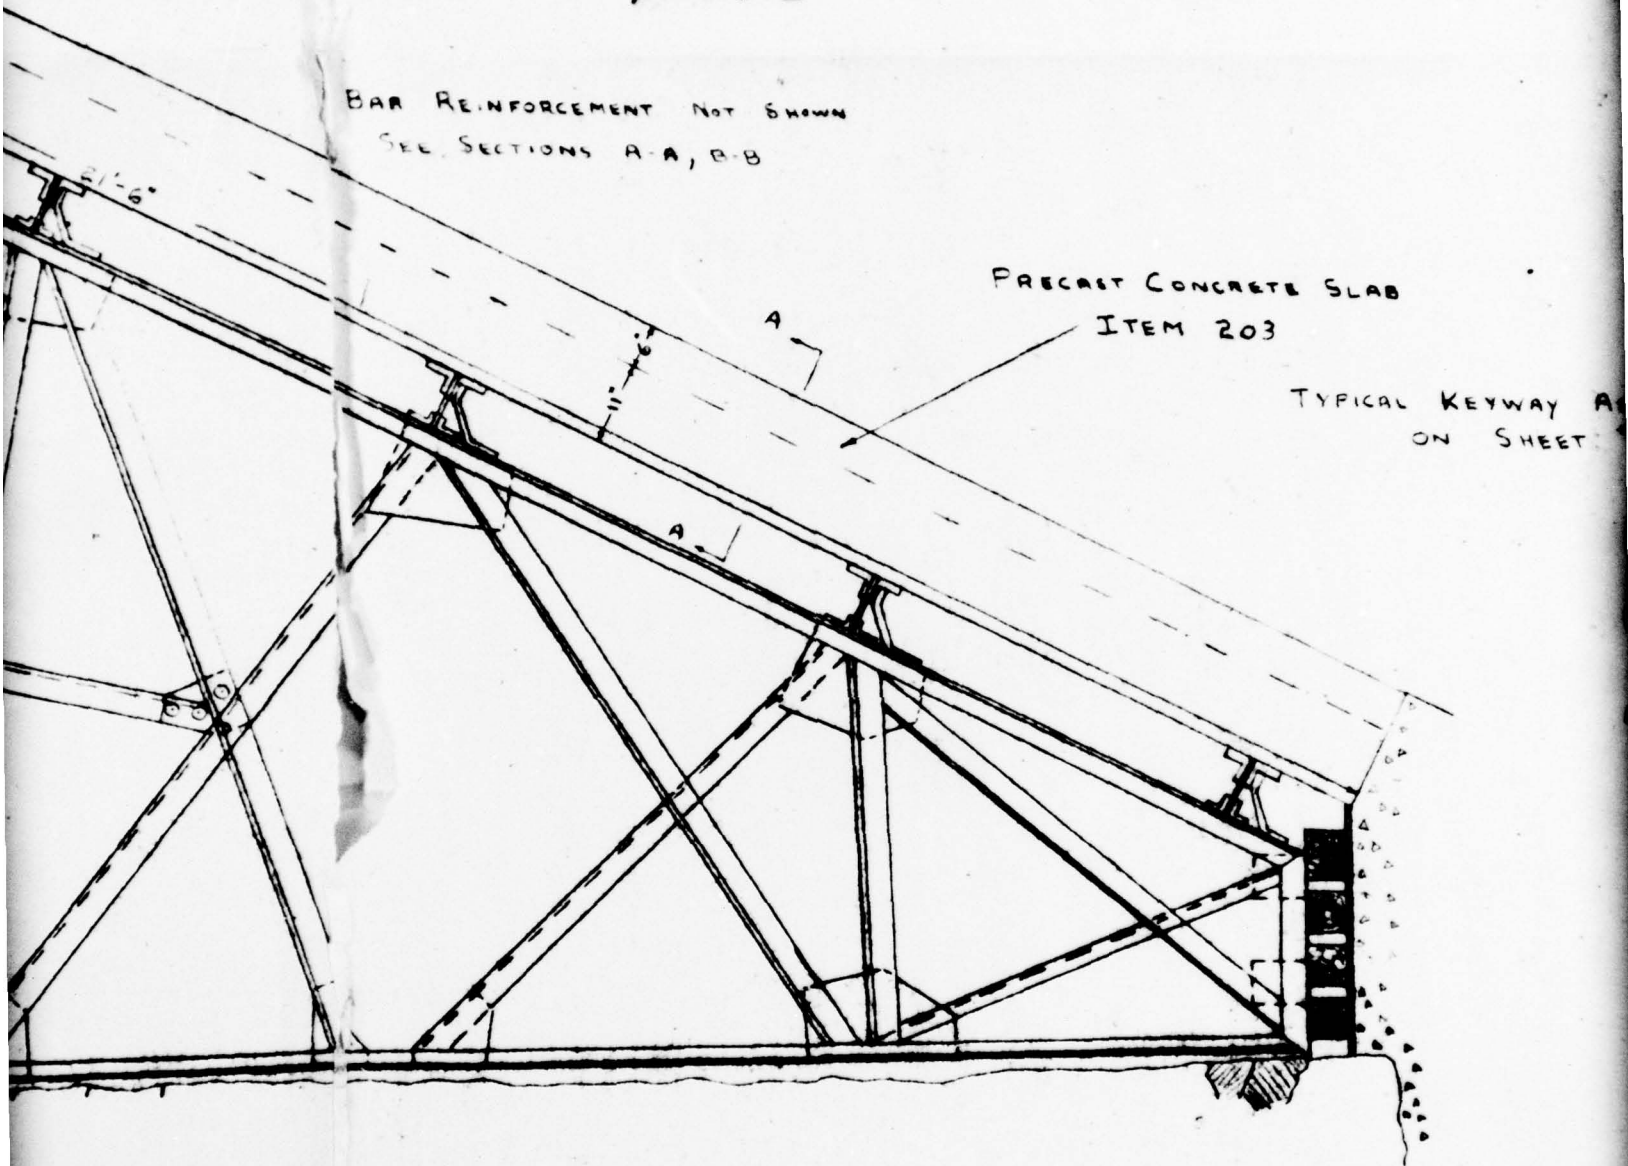 BAR REINFORCEMENT NOT SHOWN
SEE SECTIONS A-A, B-B
21'-6"
PRECAST CONCRETE SLAB
ITEM 203
A
TYPICAL KEYWAY
ON SHEET
A